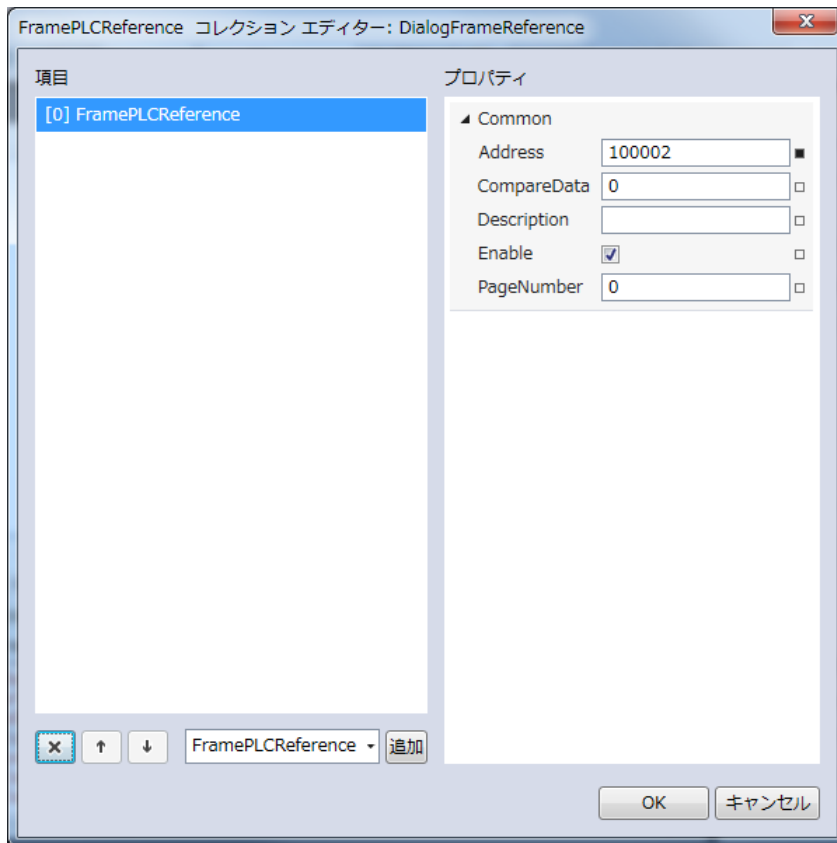 FramePLCReference コレクション エディター: DialogFrameReference
項目
プロパティ
[0] FramePLCReference
Common
Address 100002
CompareData 0
Description
Enable
PageNumber 0
FramePLCReference 追加
OK キャンセル